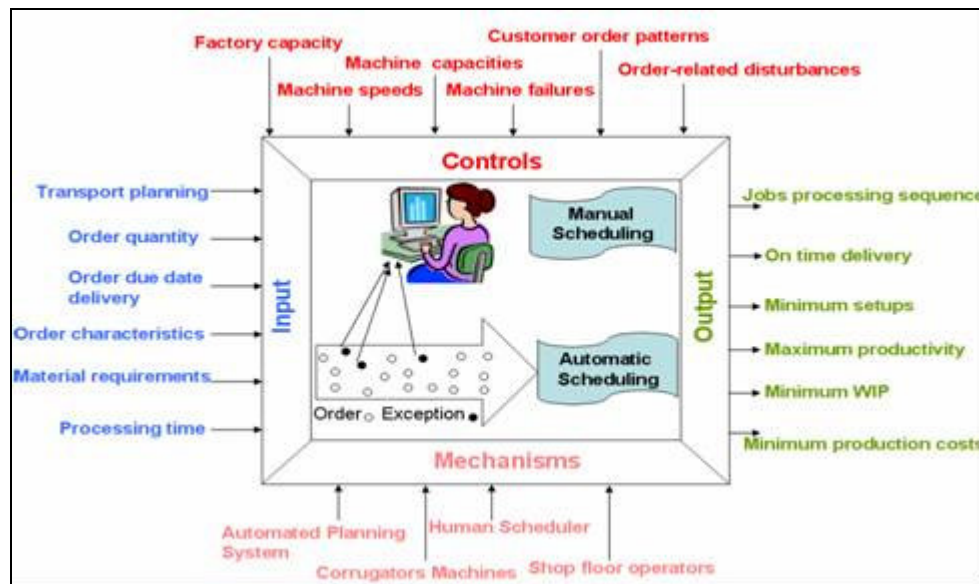 Factory capacity
Customer order patterns
Machine capacities
Order-related disturbances
Machine speeds
Machine failures
Controls
Transport planning
Order quantity
Order due date
delivery
Order characteristics
Material requirements
Processing time
Input
Manual
Scheduling
Automatic
Scheduling
Order
Exception
Output
Jobs processing sequence
On time delivery
Minimum setups
Maximum productivity
Minimum WIP
Minimum production costs
Mechanisms
Automated Planning
System
Human Scheduler
Corrugators Machines
Shop floor operators